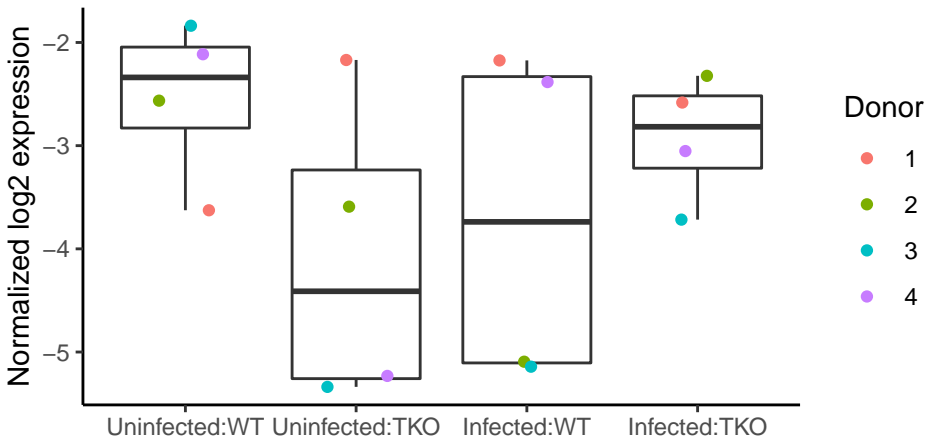 Normalized log2 expression
−2
−3
−4
−5
Uninfected:WT Uninfected:TKO Infected:WT Infected:TKO
Donor
1
2
3
4